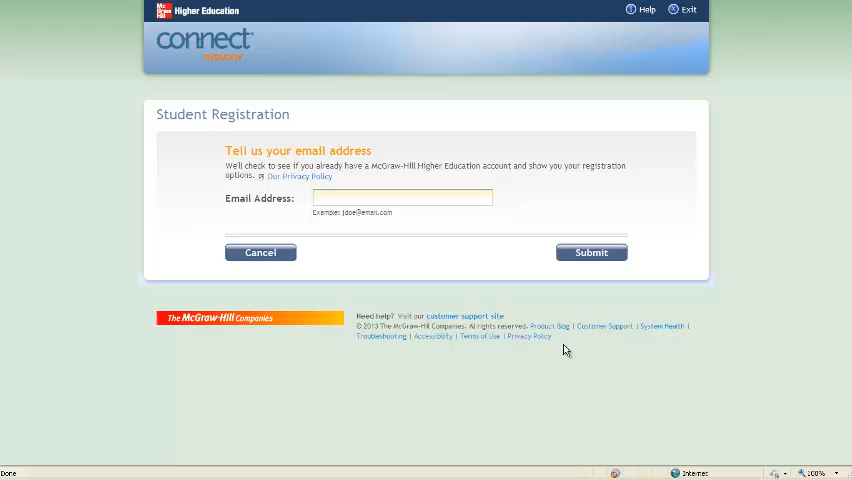 Mc
Graw
Hill
Higher Education
Help
Exit
connect
BIOLOGY
Student Registration
Tell us your email address
We'll check to see if you already have a McGraw-Hill Higher Education account and show you your registration
options. Our Privacy Policy
Email Address:
Example: jdoe@email.com
Cancel
Submit
The McGraw·Hill Companies
Need help? Visit our customer support site
© 2013 The McGraw-Hill Companies. All rights reserved. Product Blog | Customer Support | System Health |
Troubleshooting | Accessibility | Terms of Use | Privacy Policy
Done
Internet
100%